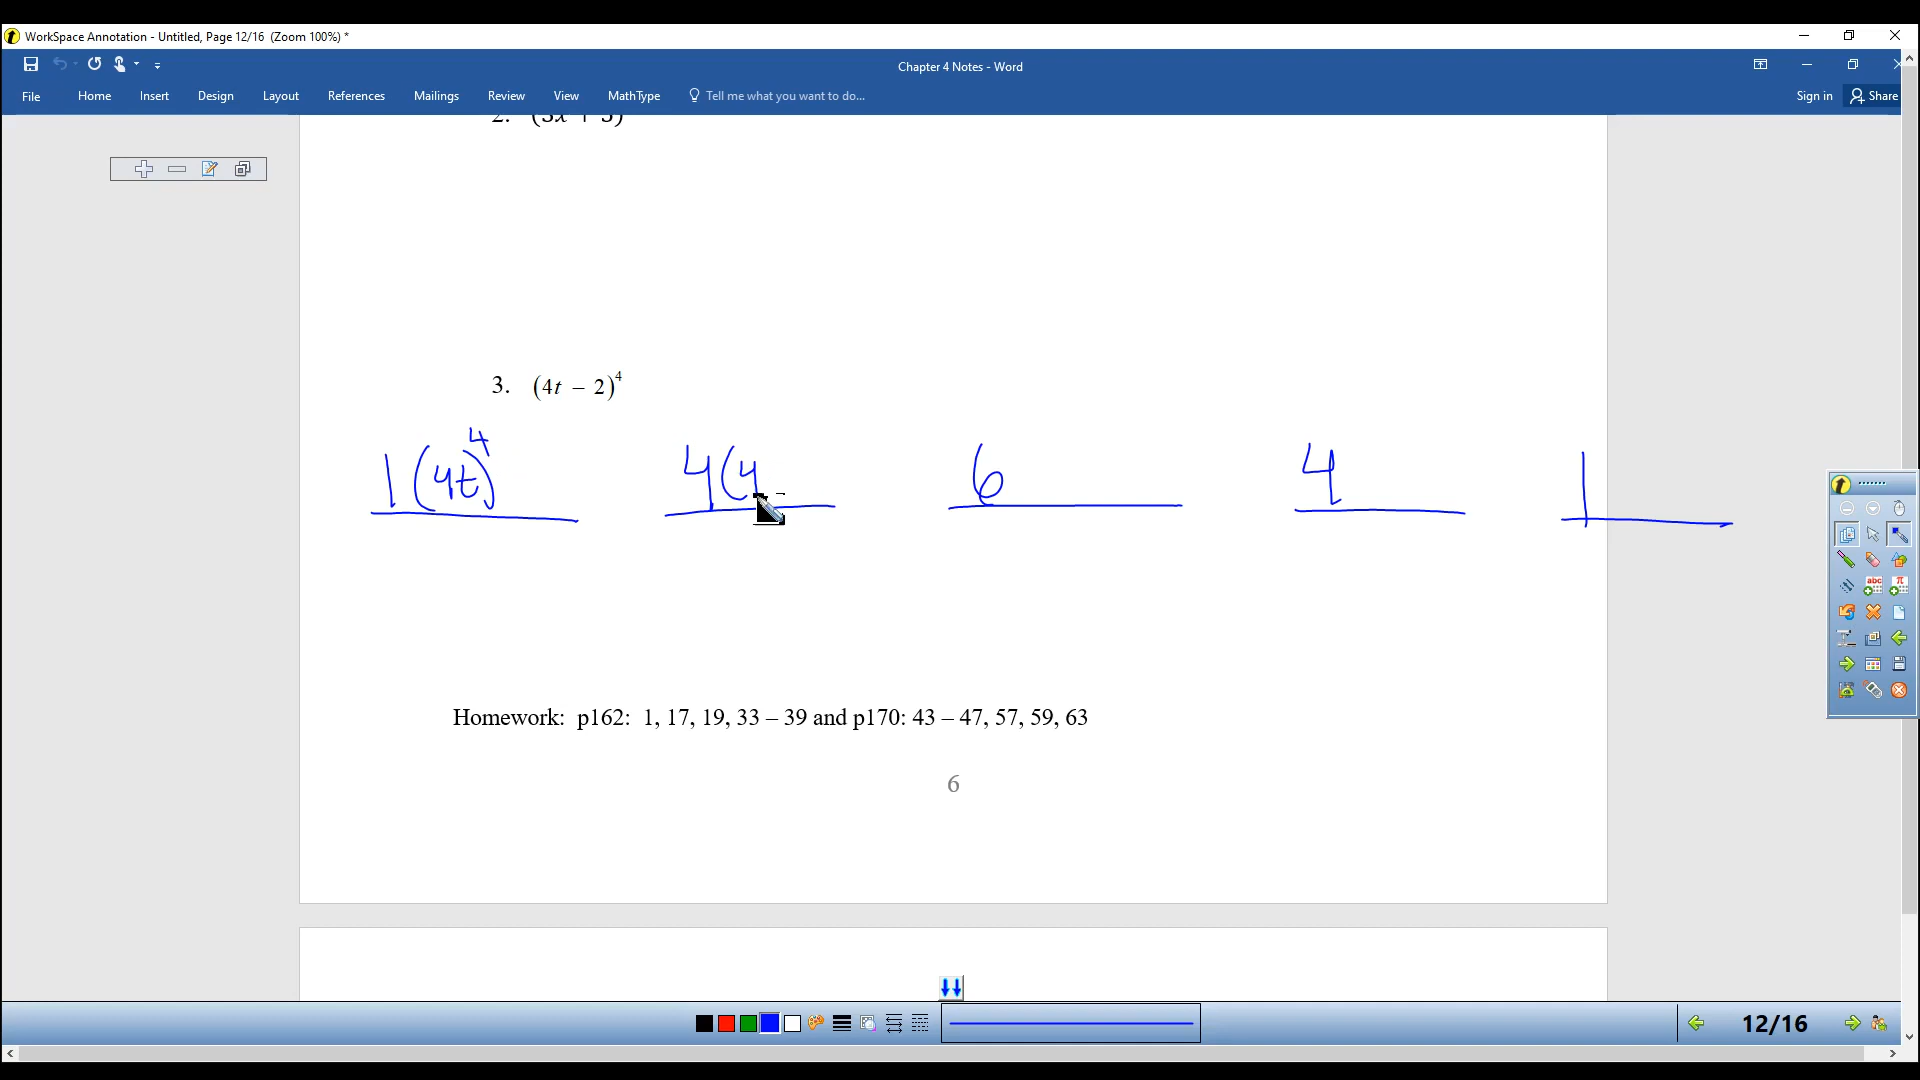 WorkSpace Annotation - Untitled, Page 12/16 (Zoom 100%) *
Chapter 4 Notes - Word
File Home Insert Design Layout References Mailings Review View MathType Tell me what you want to do... Sign in Share
2. (3x + 5)
3. (4t − 2)⁴
1(4t)⁴ 4(4 6 4 1
Homework: p162: 1, 17, 19, 33 – 39 and p170: 43 – 47, 57, 59, 63
6
12/16